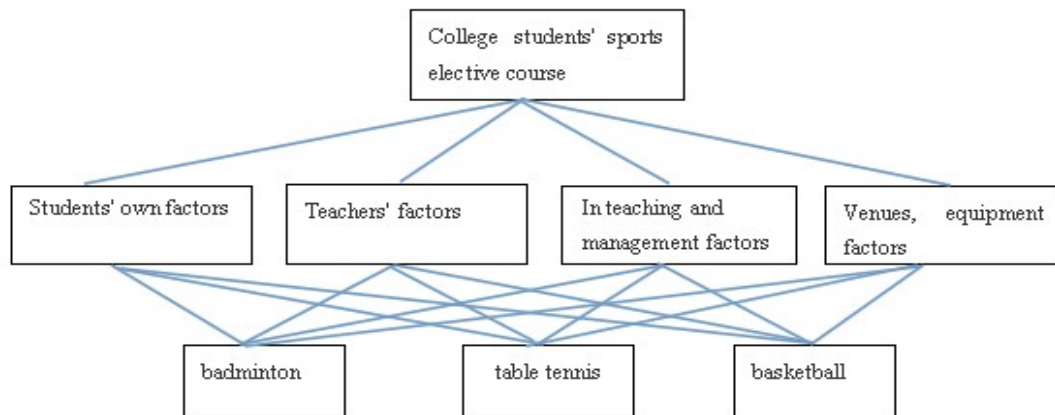 College students' sports
elective course
Students' own factors
Teachers' factors
In teaching and
management factors
Venues, equipment
factors
badminton
table tennis
basketball